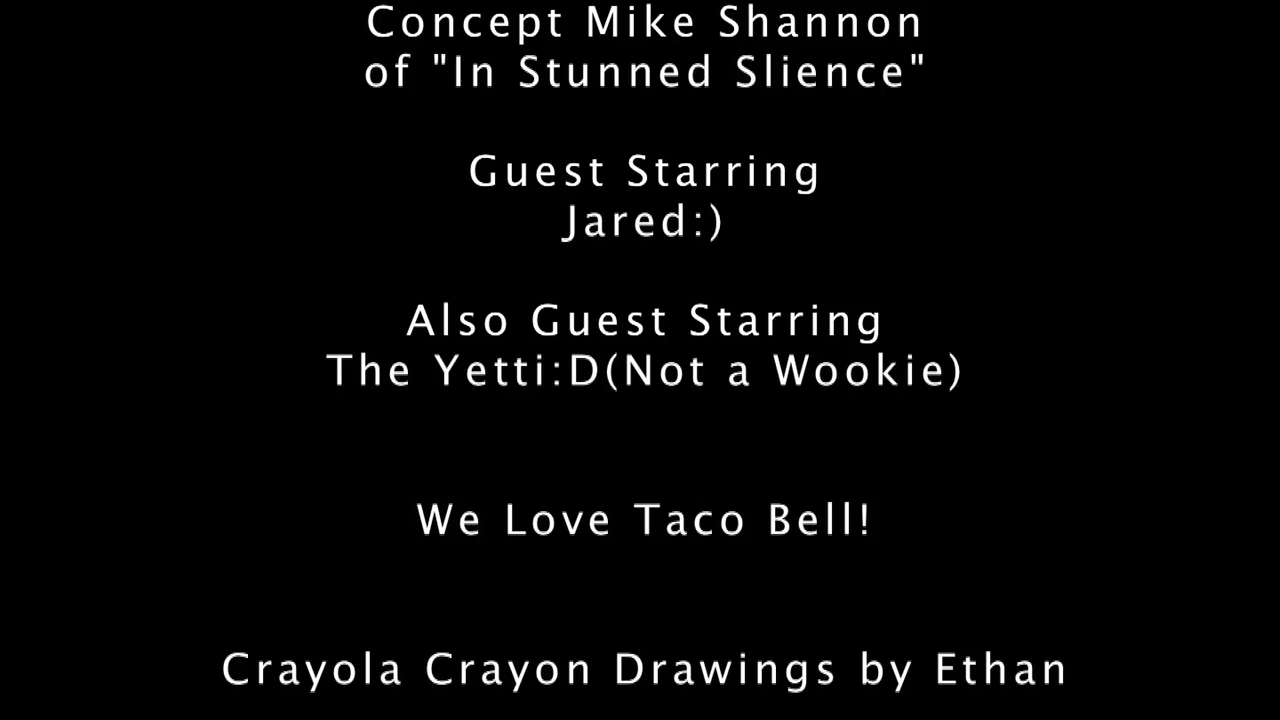 Concept Mike Shannon
of "In Stunned Slience"
Guest Starring
Jared:)
Also Guest Starring
The Yetti:D(Not a Wookie)
We Love Taco Bell!
Crayola Crayon Drawings by Ethan